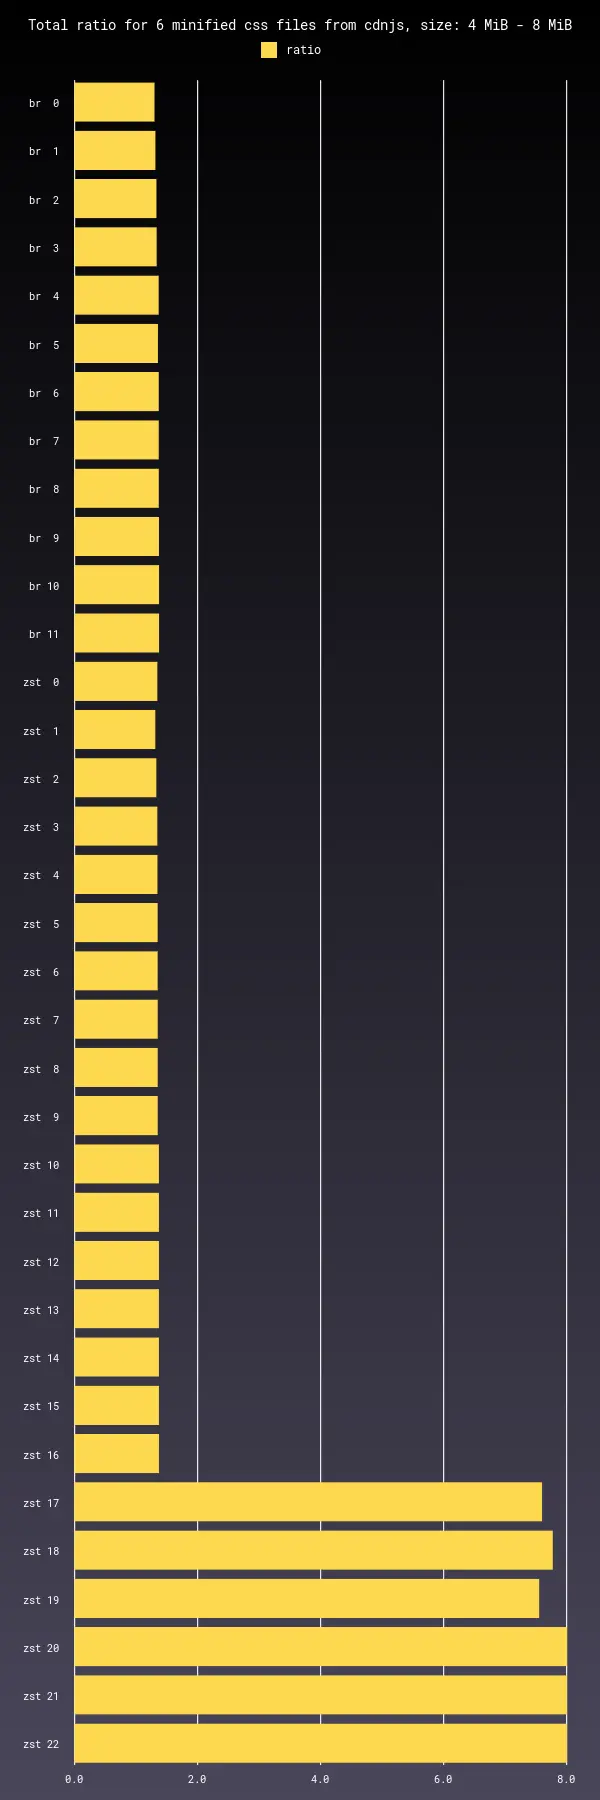 Total ratio for 6 minified css files from cdnjs, size: 4 MiB - 8 MiB
ratio
br 0
br 1
br 2
br 3
br 4
br 5
br 6
br 7
br 8
br 9
br 10
br 11
zst 0
zst 1
zst 2
zst 3
zst 4
zst 5
zst 6
zst 7
zst 8
zst 9
zst 10
zst 11
zst 12
zst 13
zst 14
zst 15
zst 16
zst 17
zst 18
zst 19
zst 20
zst 21
zst 22
0.0 2.0 4.0 6.0 8.0